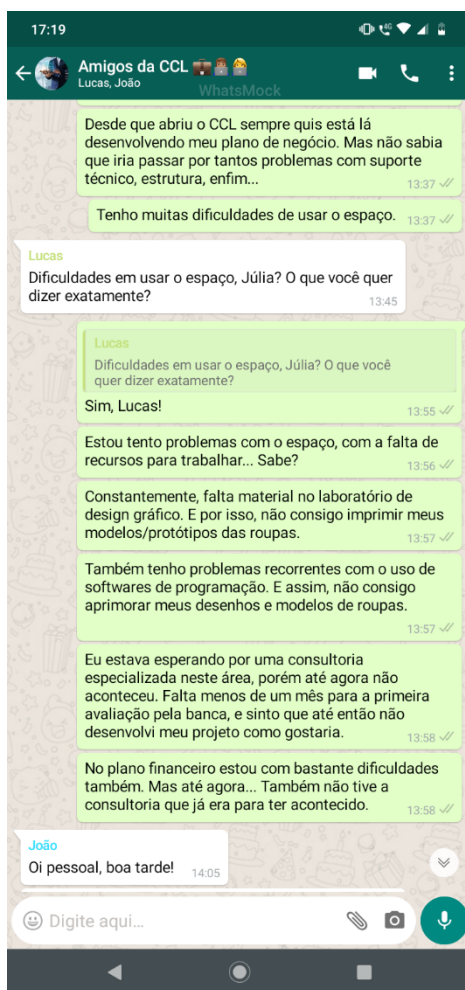 17:19
4G
Amigos da CCL
Lucas, João
WhatsMock
Desde que abriu o CCL sempre quis está lá
desenvolvendo meu plano de negócio. Mas não sabia
que iria passar por tantos problemas com suporte
técnico, estrutura, enfim...
13:37
Tenho muitas dificuldades de usar o espaço.
13:37
Lucas
Dificuldades em usar o espaço, Júlia? O que você quer
dizer exatamente?
13:45
Lucas
Dificuldades em usar o espaço, Júlia? O que você
quer dizer exatamente?
Sim, Lucas!
13:55
Estou tento problemas com o espaço, com a falta de
recursos para trabalhar... Sabe?
13:56
Constantemente, falta material no laboratório de
design gráfico. E por isso, não consigo imprimir meus
modelos/protótipos das roupas.
13:57
Também tenho problemas recorrentes com o uso de
softwares de programação. E assim, não consigo
aprimorar meus desenhos e modelos de roupas.
13:57
Eu estava esperando por uma consultoria
especializada neste área, porém até agora não
aconteceu. Falta menos de um mês para a primeira
avaliação pela banca, e sinto que até então não
desenvolvi meu projeto como gostaria.
13:58
No plano financeiro estou com bastante dificuldades
também. Mas até agora... Também não tive a
consultoria que já era para ter acontecido.
13:58
João
Oi pessoal, boa tarde!
14:05
Digite aqui...